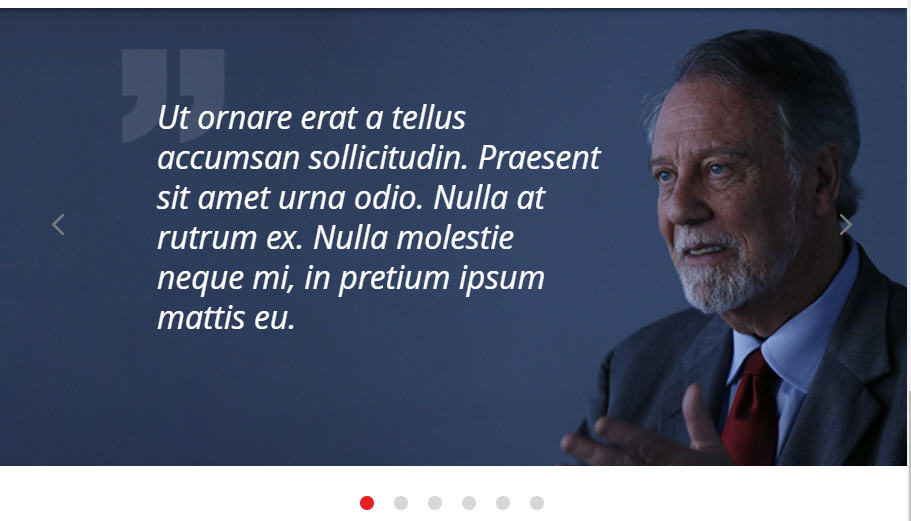 Ut ornare erat a tellus
accumsan sollicitudin. Praesent
sit amet urna odio. Nulla at
rutrum ex. Nulla molestie
neque mi, in pretium ipsum
mattis eu.